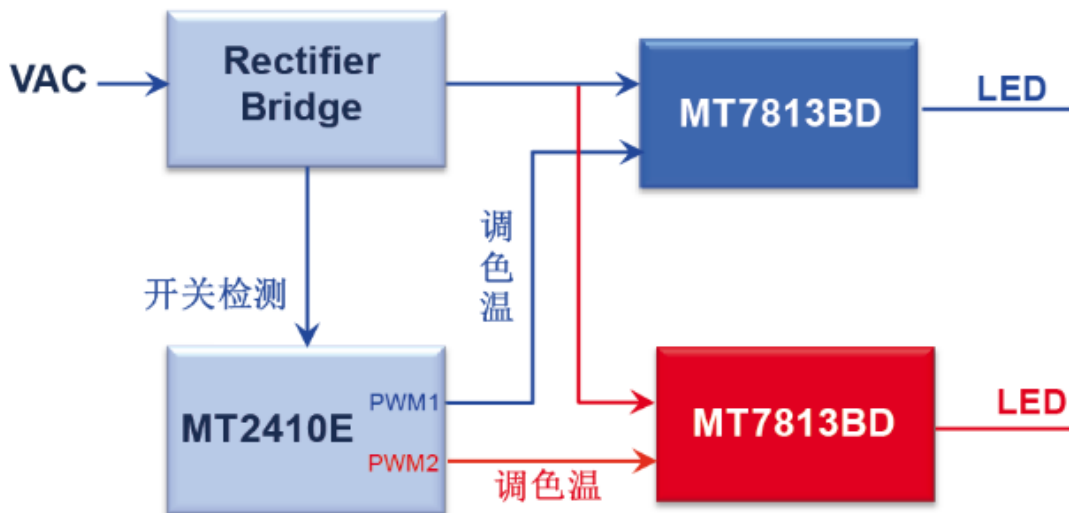 VAC
Rectifier
Bridge
MT7813BD
LED
调色温
开关检测
MT2410E
PWM1
PWM2
调色温
MT7813BD
LED